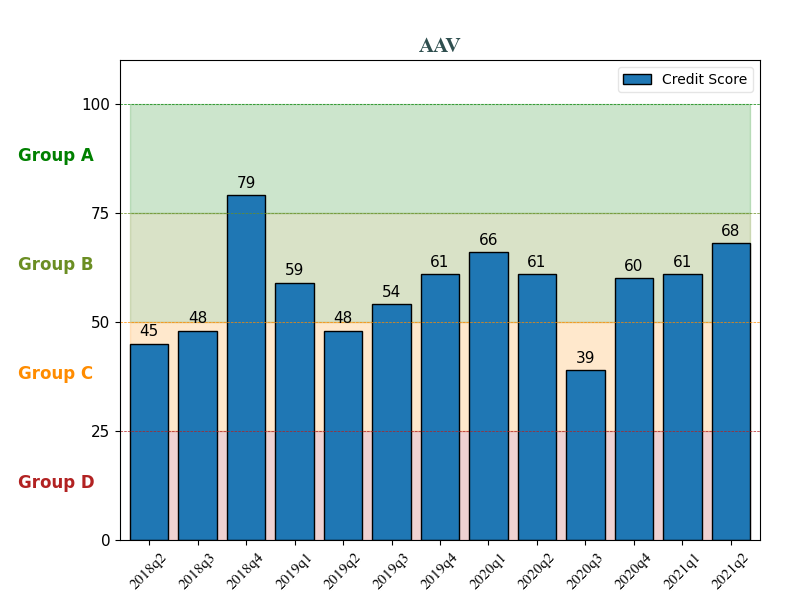 AAV
Credit Score
100
Group A
79
75
68
66
Group B
61
61
61
60
59
54
50
48
48
45
39
Group C
25
Group D
0
2018q2
2018q3
2018q4
2019q1
2019q2
2019q3
2019q4
2020q1
2020q2
2020q3
2020q4
2021q1
2021q2